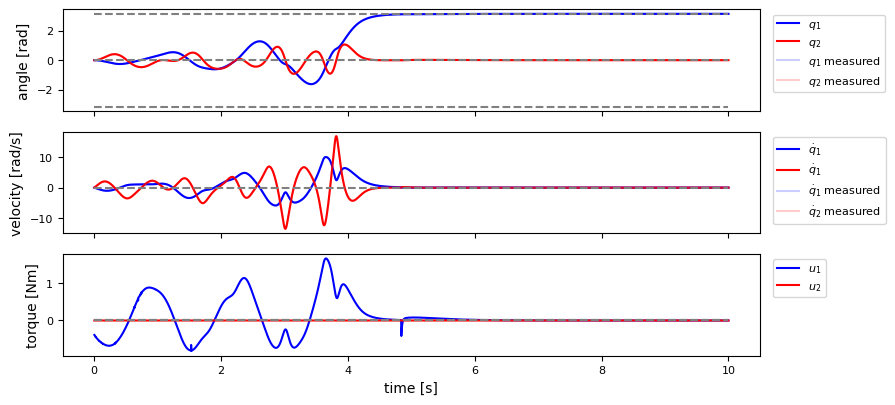 angle [rad]
2
0
−2
q₁
q₂
q₁ measured
q₂ measured
velocity [rad/s]
10
0
−10
q̇₁
q̇₁
q̇₁ measured
q̇₂ measured
torque [Nm]
1
0
u₁
u₂
0 2 4 6 8 10
time [s]